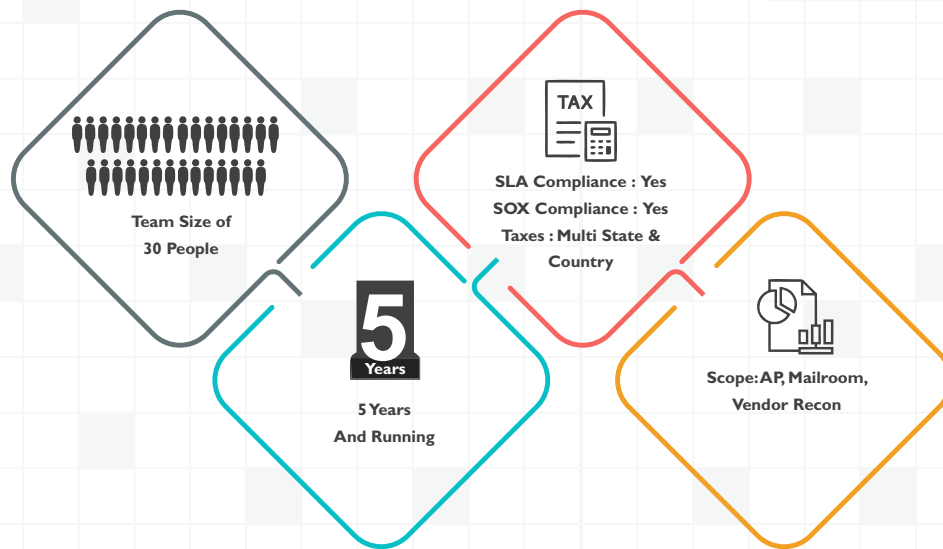 Team Size of
30 People
TAX
SLA Compliance : Yes
SOX Compliance : Yes
Taxes : Multi State &
Country
5
Years
5 Years
And Running
Scope: AP, Mailroom,
Vendor Recon